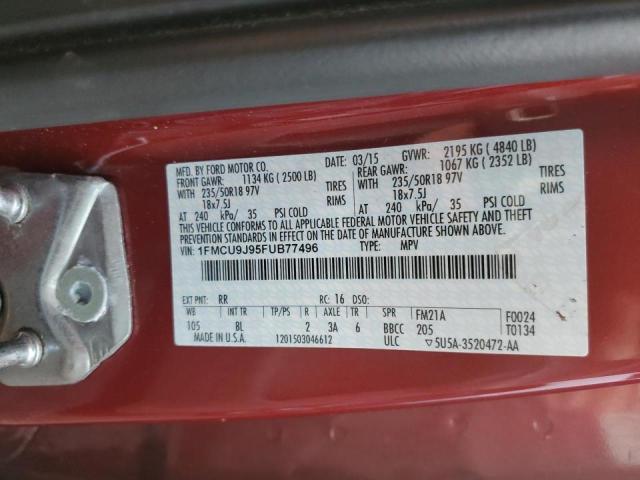 MFD. BY FORD MOTOR CO. 03/15 GVWR: 2195 KG ( 4840 LB)
FRONT GAWR: 1134 KG ( 2500 LB) REAR GAWR: 1067 KG ( 2352 LB)
WITH 235/50R18 97V TIRES WITH 235/50R18 97V TIRES
18x7.5J RIMS 18x7.5J RIMS
AT 240 kPa/ 35 PSI COLD AT 240 kPa/ 35 PSI COLD
THIS VEHICLE CONFORMS TO ALL APPLICABLE FEDERAL MOTOR VEHICLE SAFETY AND THEFT
PREVENTION STANDARDS IN EFFECT ON THE DATE OF MANUFACTURE SHOWN ABOVE.
VIN: 1FMCU9J95FUB77496 TYPE: MPV
EXT PNT: RR RC: 16 DSO:
WB INT TR TP/PS R AXLE TR SPR FM21A F0024
105 BL 2 3A 6 BBCC 205 T0134
MADE IN U.S.A. 1201503046612 ULC ▽5U5A-3520472-AA